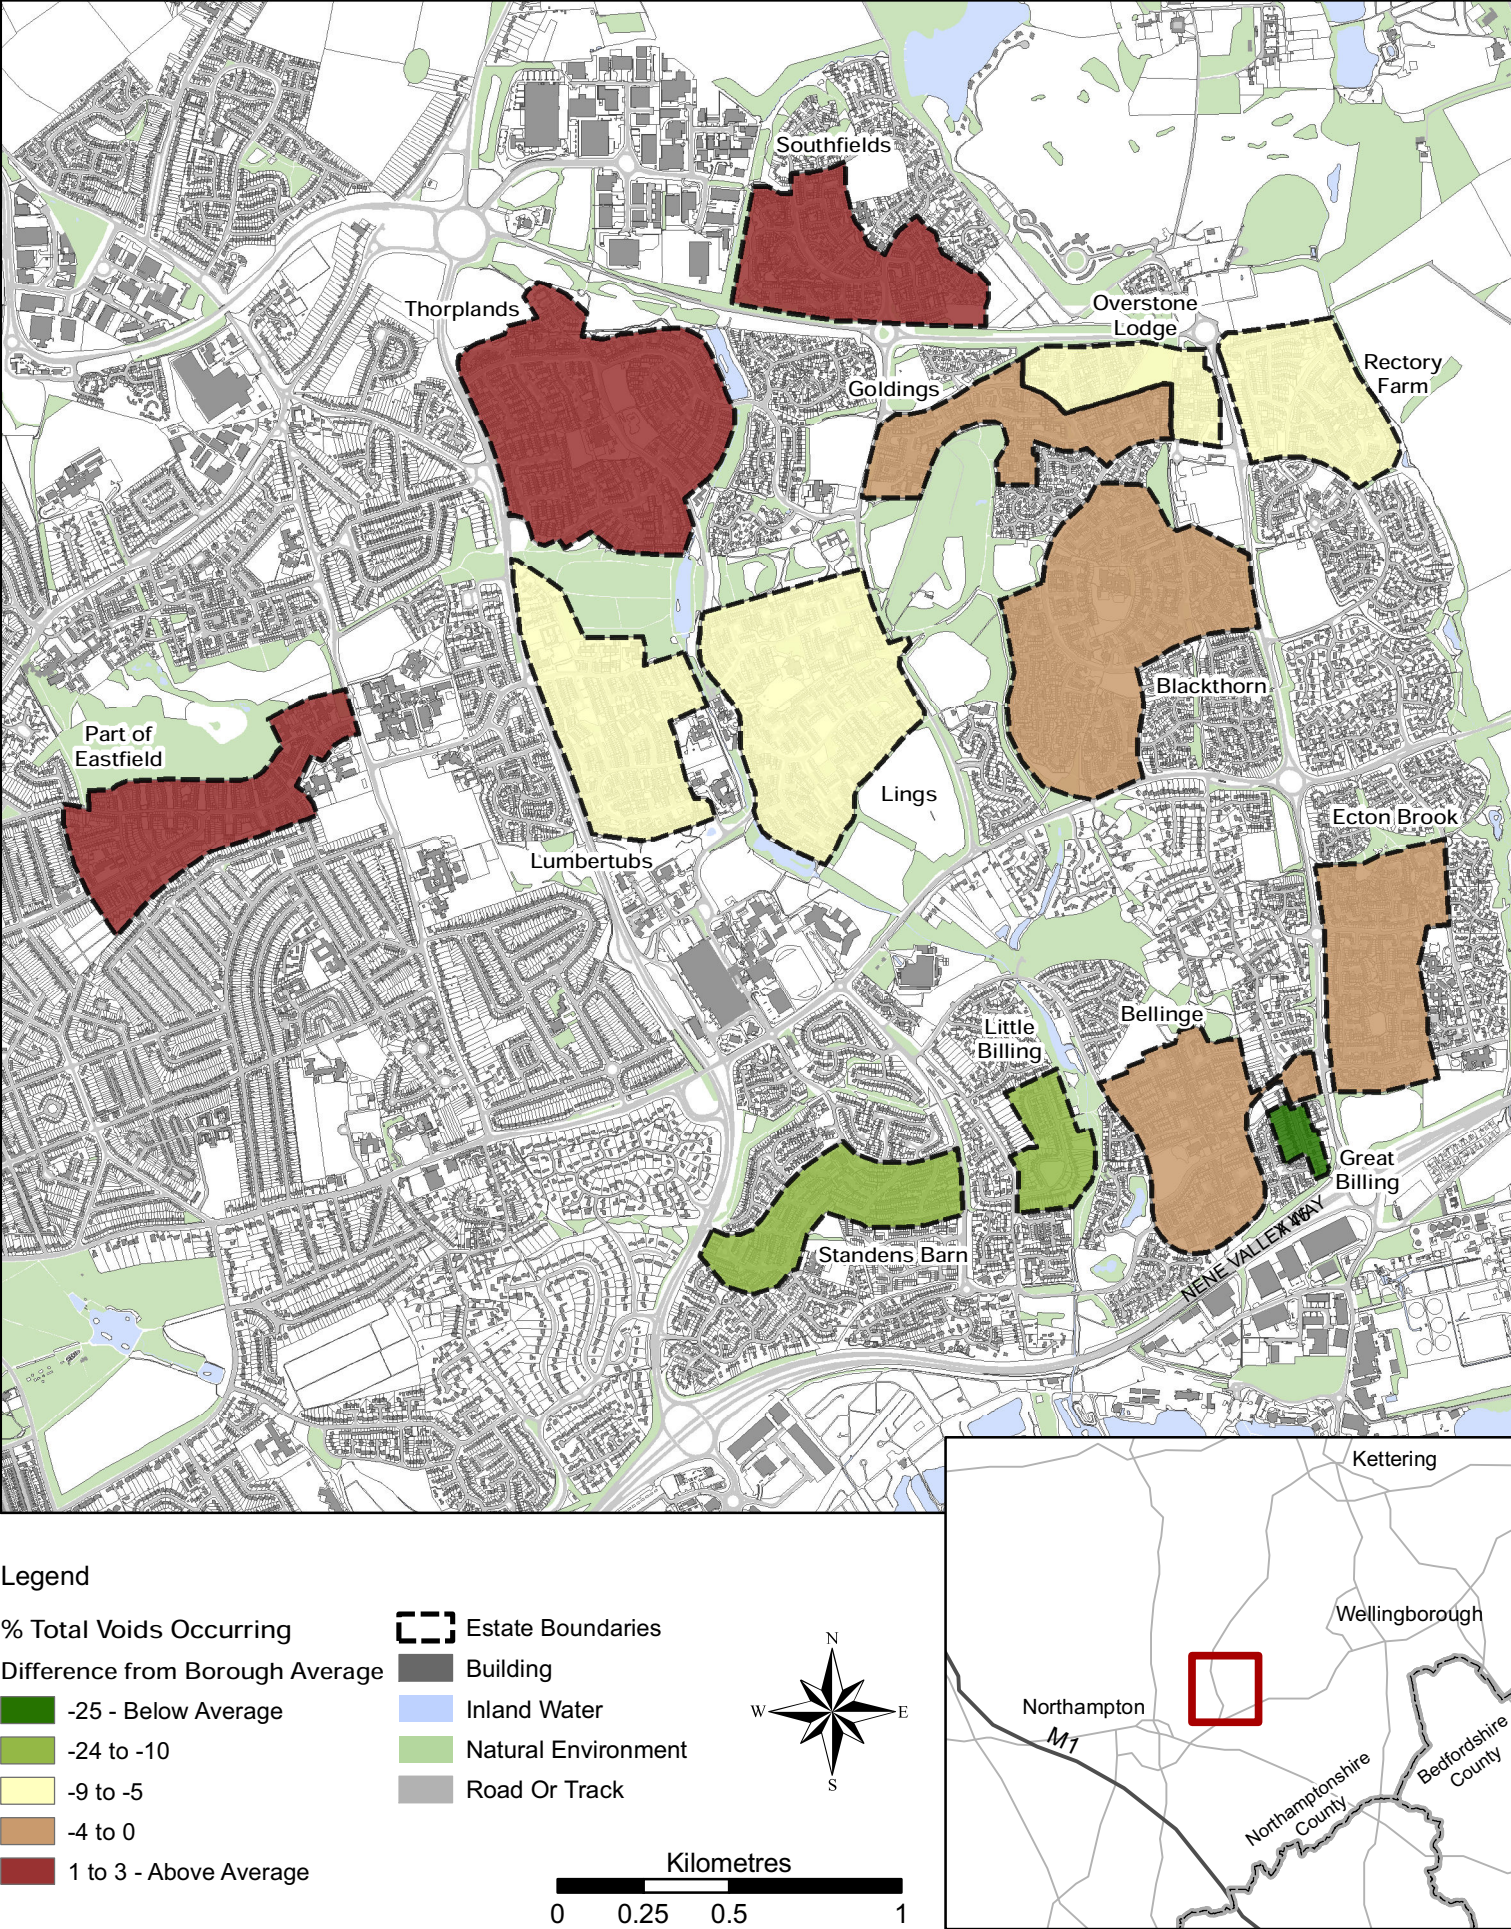 Southfields
Thorplands
Overstone
Lodge
Goldings
Rectory
Farm
Blackthorn
Part of
Eastfield
Lings
Ecton Brook
Lumbertubs
Bellinge
Little
Billing
Great
Billing
Standens Barn
NENE VALLEY WAY
Legend
% Total Voids Occurring
Difference from Borough Average
-25 - Below Average
-24 to -10
-9 to -5
-4 to 0
1 to 3 - Above Average
Estate Boundaries
Building
Inland Water
Natural Environment
Road Or Track
N
W
E
S
Kilometres
0
0.25
0.5
1
Kettering
Wellingborough
Northampton
M1
Northamptonshire
County
Bedfordshire
County